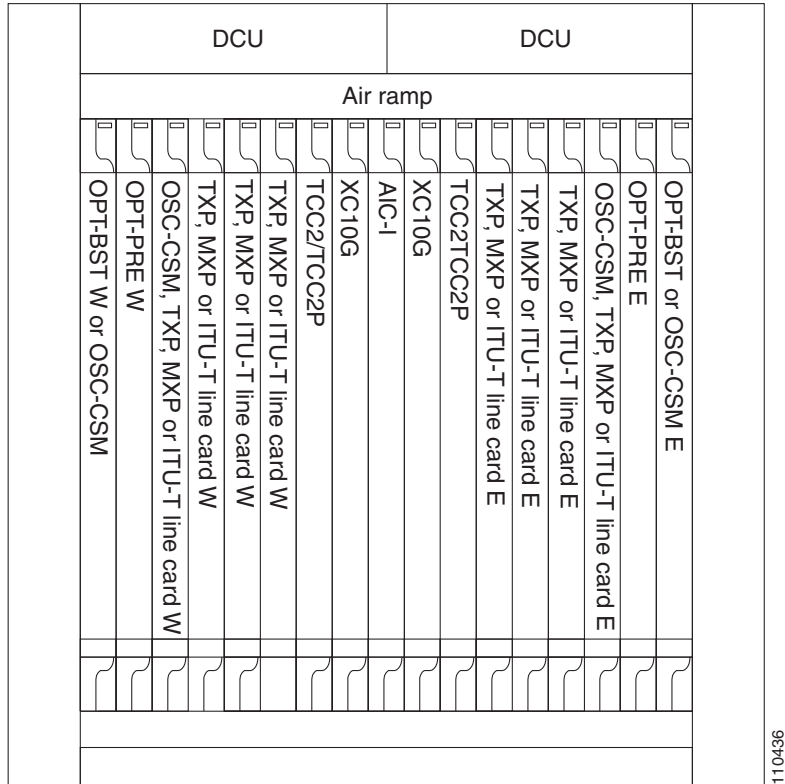 DCU
DCU
Air ramp
OPT-BST W or OSC-CSM
OPT-PRE W
OSC-CSM, TXP, MXP or ITU-T line card W
TXP, MXP or ITU-T line card W
TXP, MXP or ITU-T line card W
TXP, MXP or ITU-T line card W
TCC2/TCC2P
XC10G
AIC-I
XC10G
TCC2TCC2P
TXP, MXP or ITU-T line card E
TXP, MXP or ITU-T line card E
TXP, MXP or ITU-T line card E
OSC-CSM, TXP, MXP or ITU-T line card E
OPT-PRE E
OPT-BST or OSC-CSM E
110436